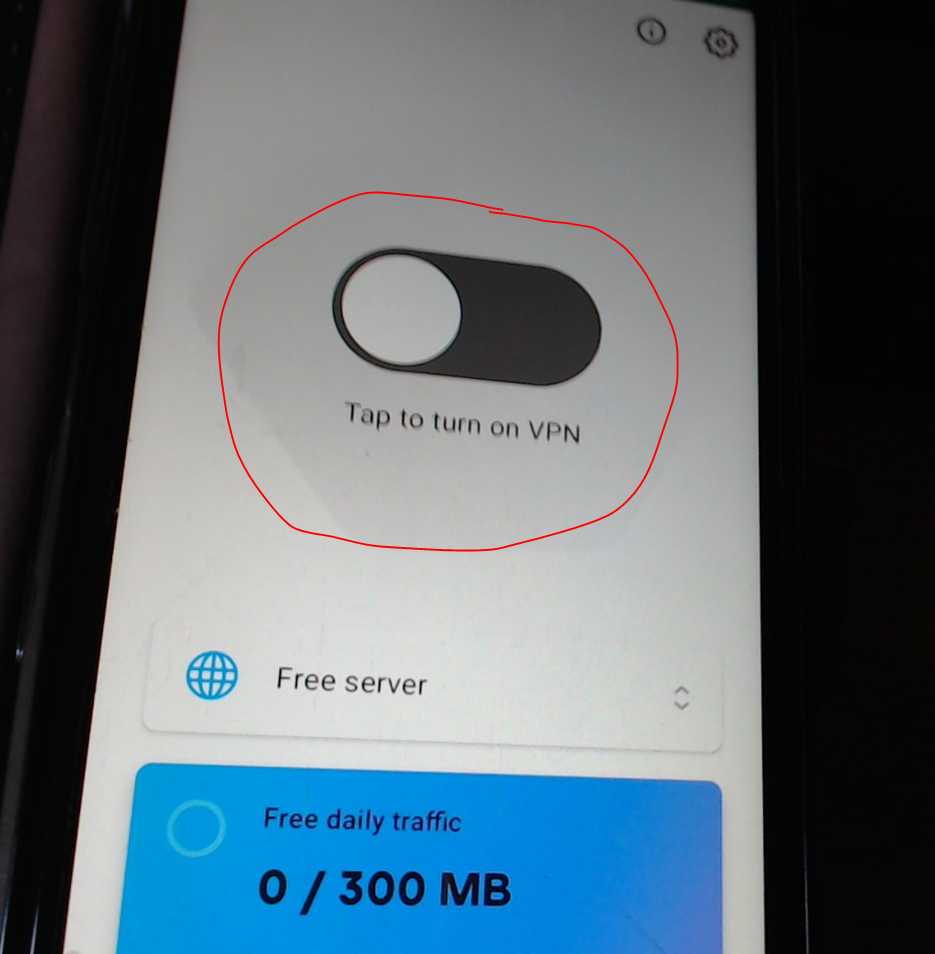 Tap to turn on VPN
Free server
Free daily traffic
0 / 300 MB